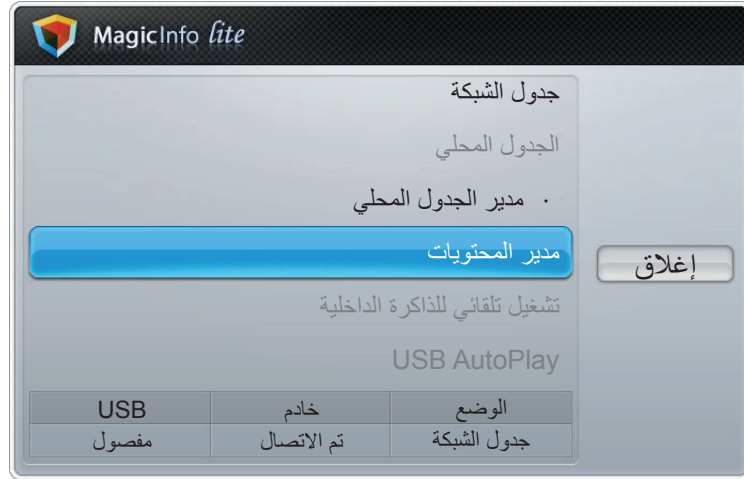 MagicInfo lite
جدول الشبكة
الجدول المحلي
· مدير الجدول المحلي
مدير المحتويات
إغلاق
تشغيل تلقائي للذاكرة الداخلية
USB AutoPlay
الوضع خادم USB
جدول الشبكة تم الاتصال مفصول